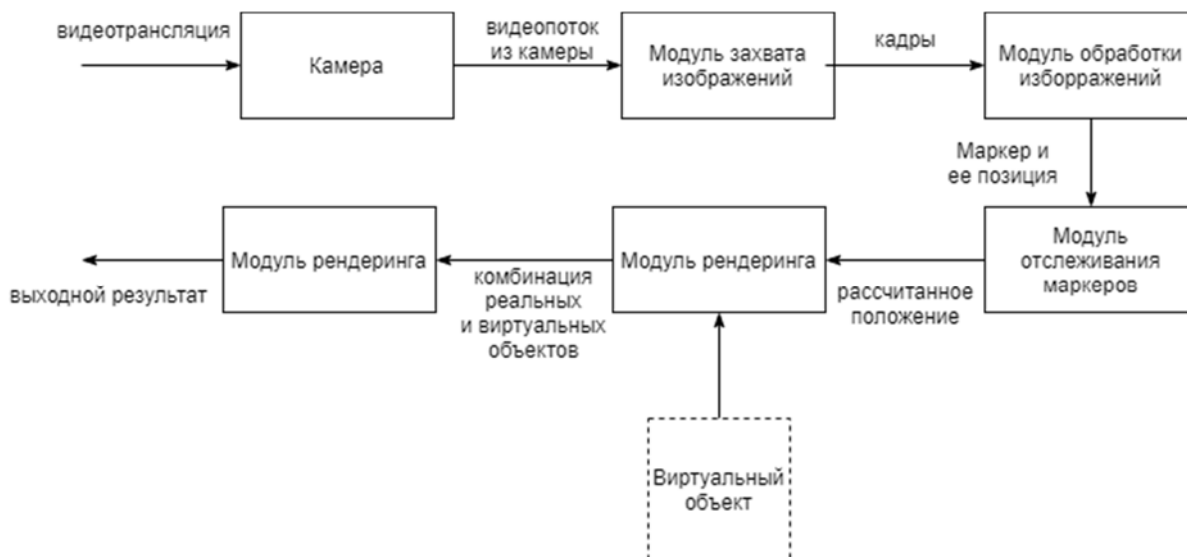 видеотрансляция
Камера
видеопоток
из камеры
Модуль захвата
изображений
кадры
Модуль обработки
изборражений
Маркер и
ее позиция
Модуль
отслеживания
маркеров
рассчитанное
положение
Модуль рендеринга
комбинация
реальных
и виртуальных
объектов
Модуль рендеринга
выходной результат
Виртуальный
объект